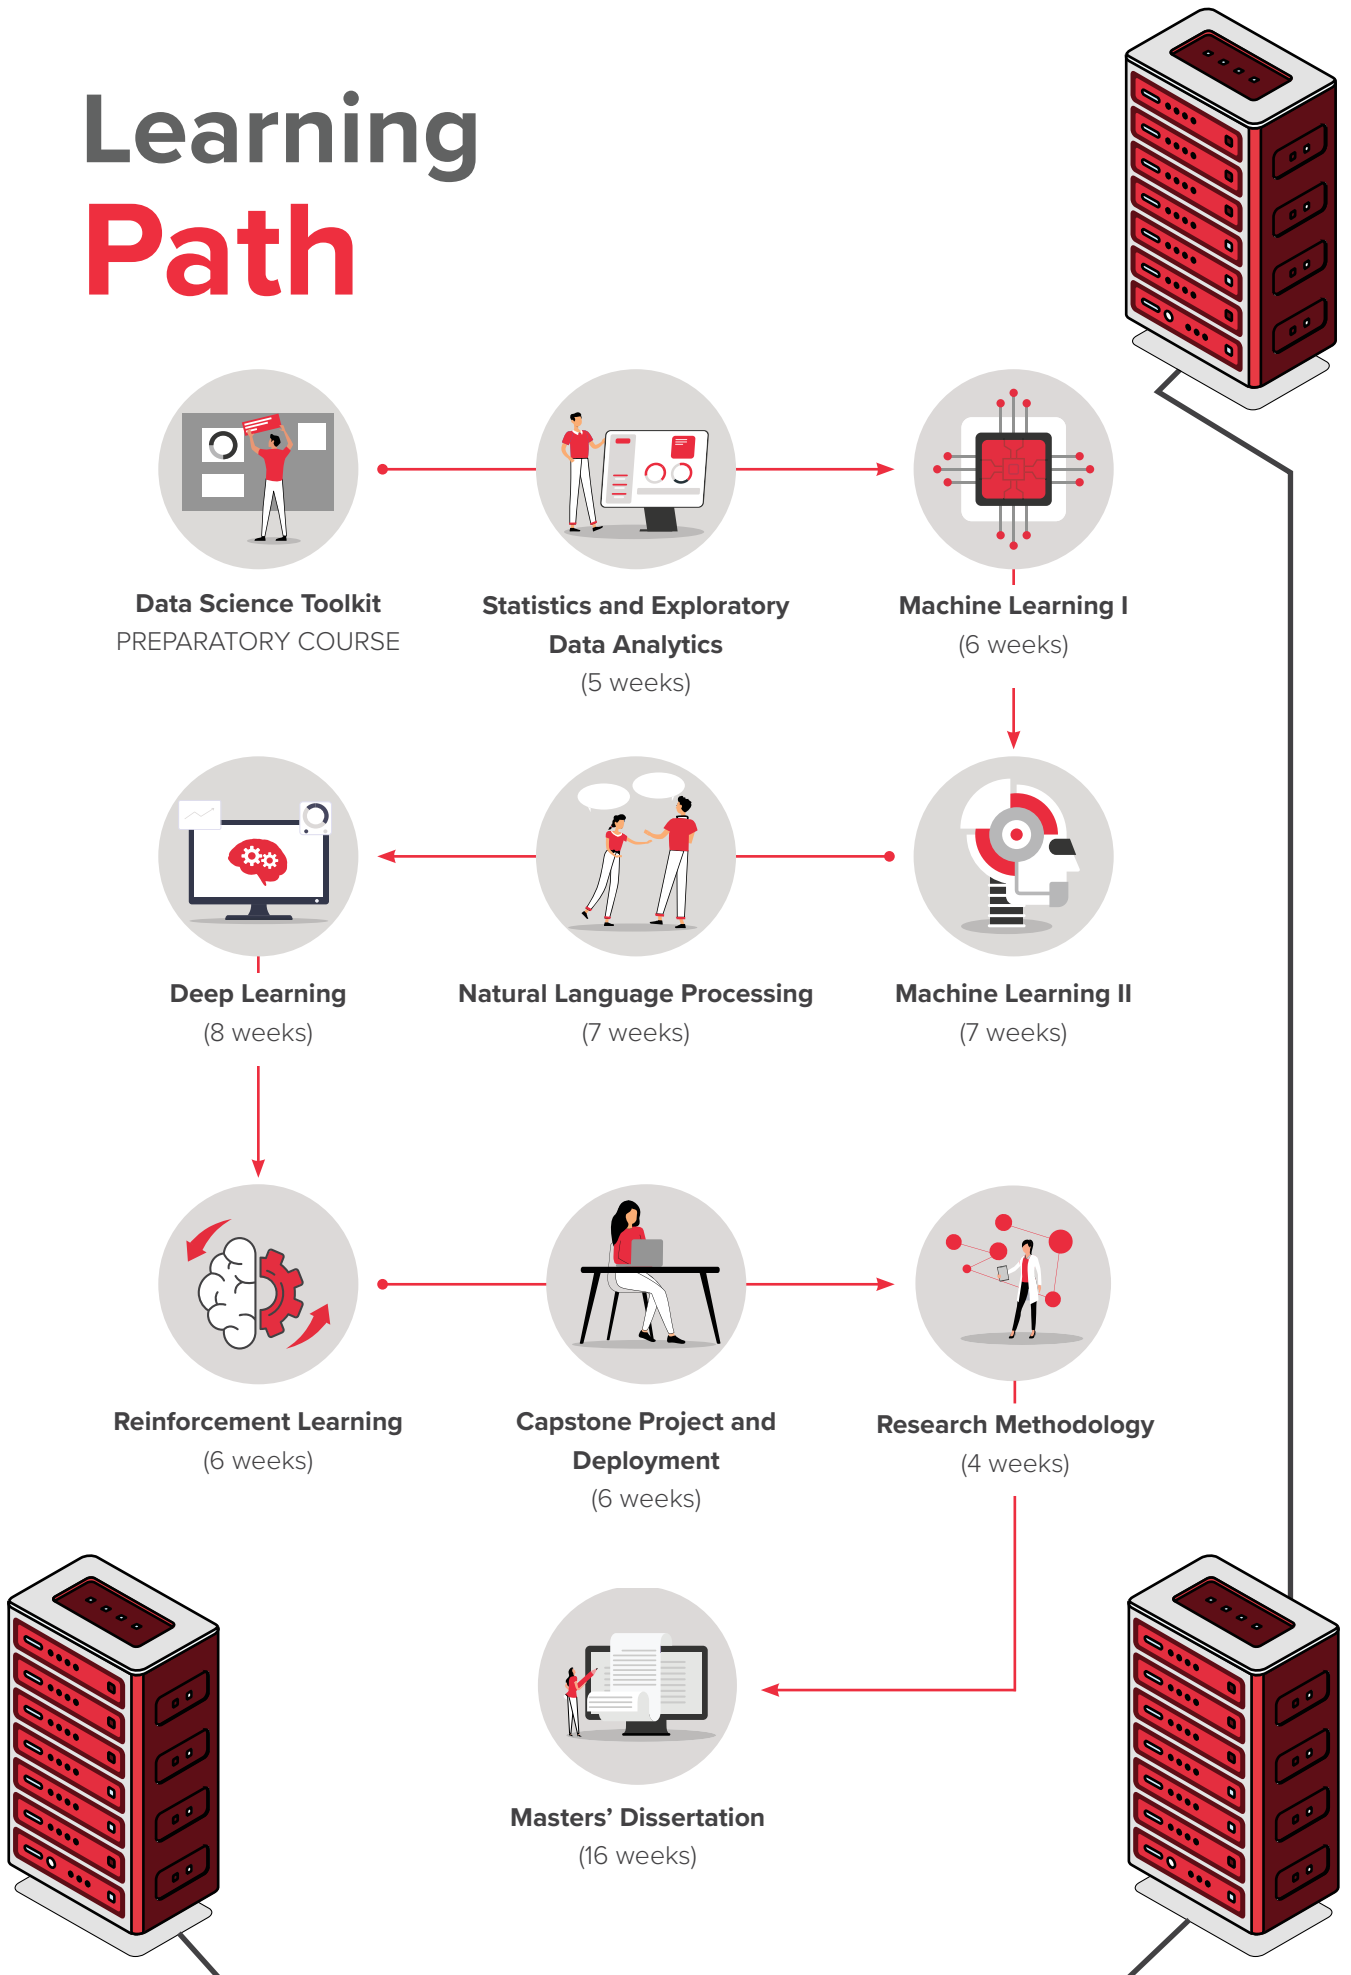 Learning
Path
Data Science Toolkit
PREPARATORY COURSE
Statistics and Exploratory
Data Analytics
(5 weeks)
Machine Learning I
(6 weeks)
Deep Learning
(8 weeks)
Natural Language Processing
(7 weeks)
Machine Learning II
(7 weeks)
Reinforcement Learning
(6 weeks)
Capstone Project and
Deployment
(6 weeks)
Research Methodology
(4 weeks)
Masters’ Dissertation
(16 weeks)